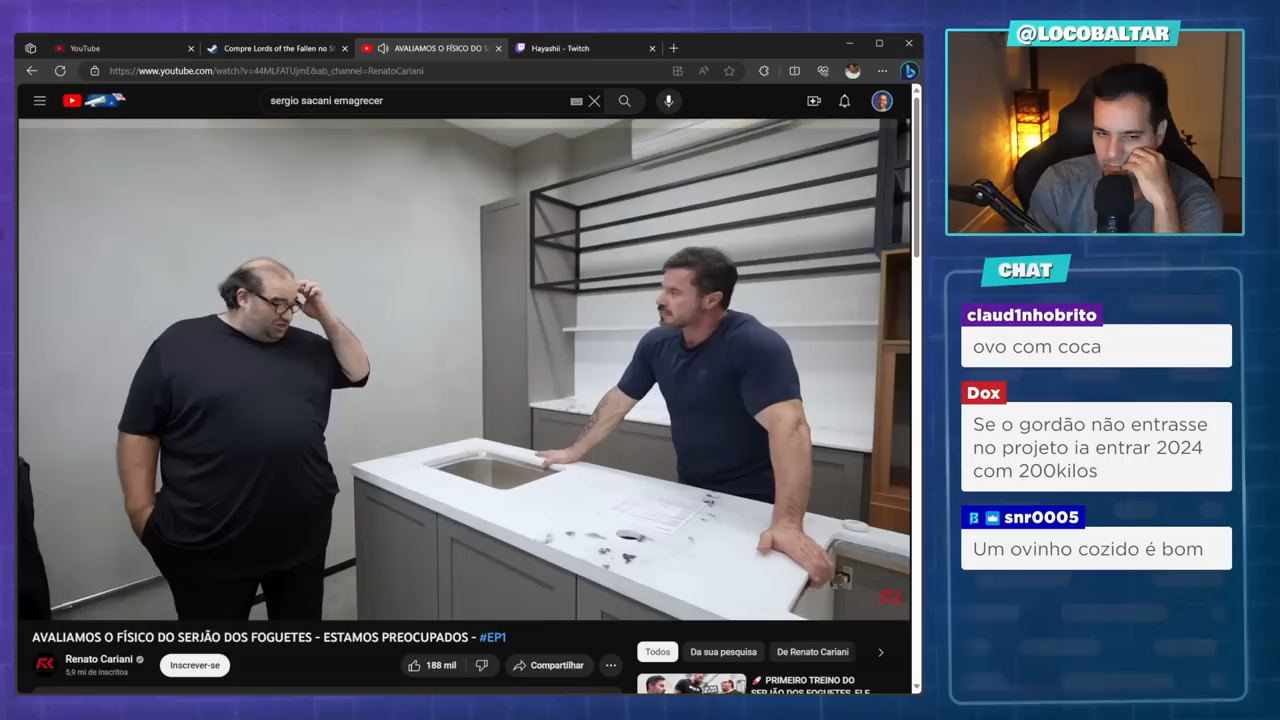 @LOCOBALTAR
YouTube
Compre Lords of the Fallen no St
AVALIAMOS O FÍSICO DO S
Hayashii - Twitch
https://www.youtube.com/watch?v=44MLFATUjmE&ab_channel=RenatoCariani
sergio sacani emagrecer
CHAT
claud1nhobrito
ovo com coca
Dox
Se o gordão não entrasse
no projeto ia entrar 2024
com 200kilos
snr0005
Um ovinho cozido é bom
AVALIAMOS O FÍSICO DO SERJÃO DOS FOGUETES - ESTAMOS PREOCUPADOS - #EP1
Renato Cariani
5,9 mi de inscritos
Inscrever-se
188 mil
Compartilhar
Todos
Da sua pesquisa
De Renato Cariani
PRIMEIRO TREINO DO
SERJÃO DOS FOGUETES. ELE